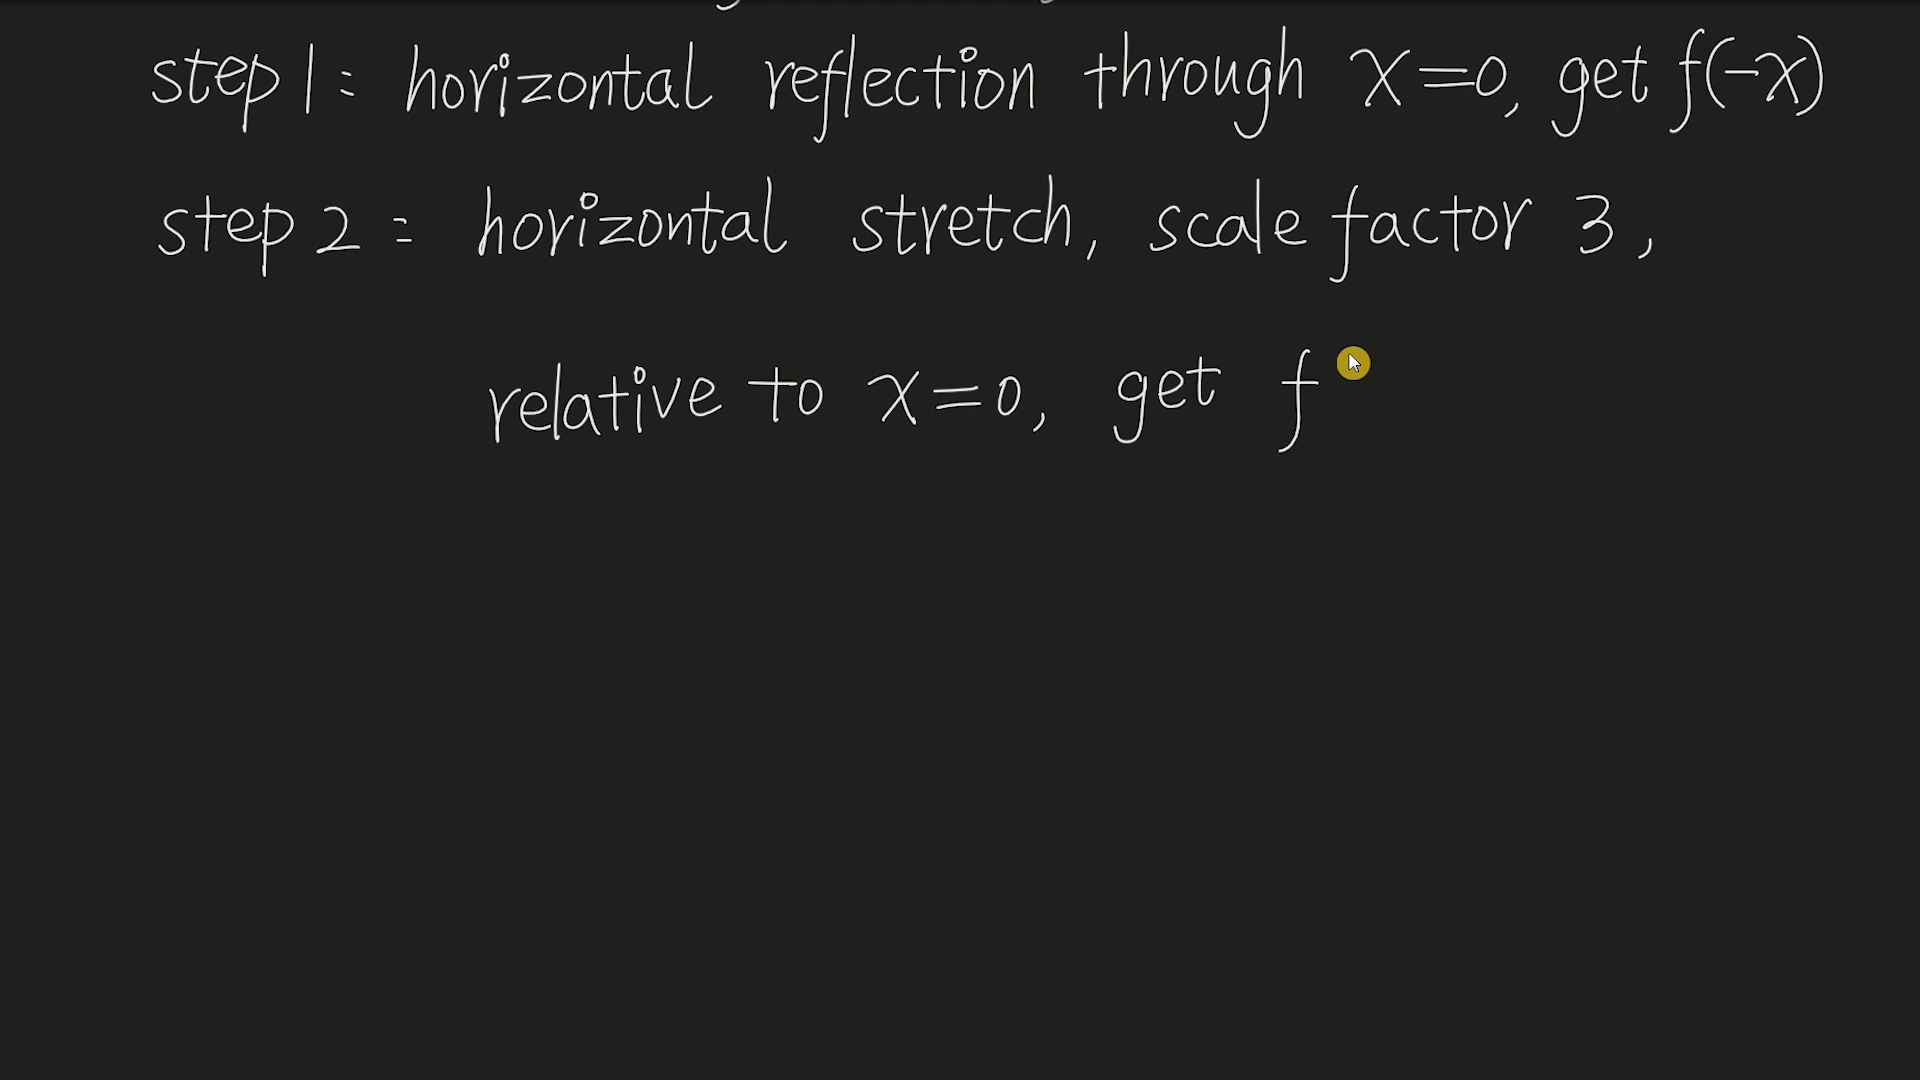 step 1: horizontal reflection through x=0, get f(-x)
step 2: horizontal stretch, scale factor 3,
relative to x=0, get f